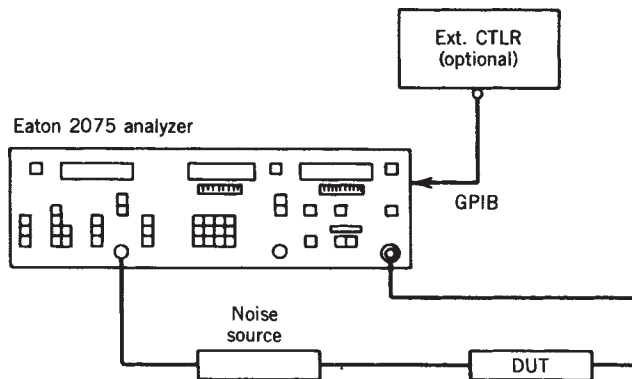 Ext. CTLR
(optional)
Eaton 2075 analyzer
GPIB
Noise
source
DUT